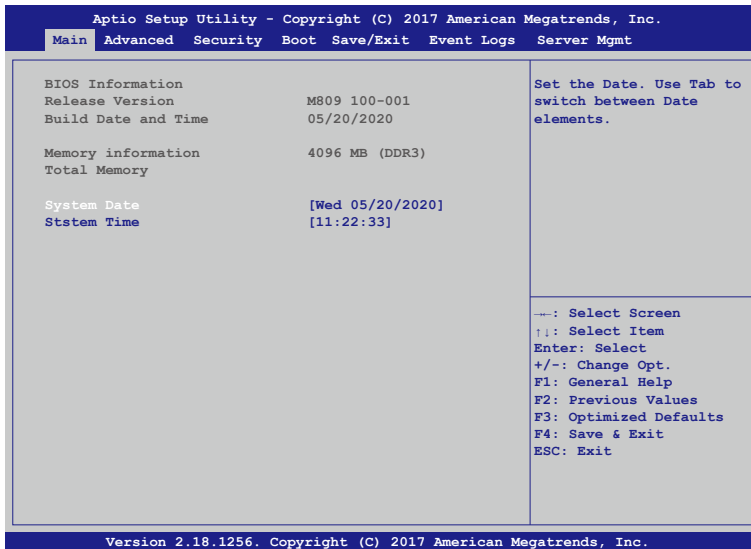 Aptio Setup Utility - Copyright (C) 2017 American Megatrends, Inc.
Main Advanced Security Boot Save/Exit Event Logs Server Mgmt
BIOS Information
Release Version M809 100-001
Build Date and Time 05/20/2020
Memory information 4096 MB (DDR3)
Total Memory
System Date [Wed 05/20/2020]
Ststem Time [11:22:33]
Set the Date. Use Tab to
switch between Date
elements.
→←: Select Screen
↑↓: Select Item
Enter: Select
+/-: Change Opt.
F1: General Help
F2: Previous Values
F3: Optimized Defaults
F4: Save & Exit
ESC: Exit
Version 2.18.1256. Copyright (C) 2017 American Megatrends, Inc.